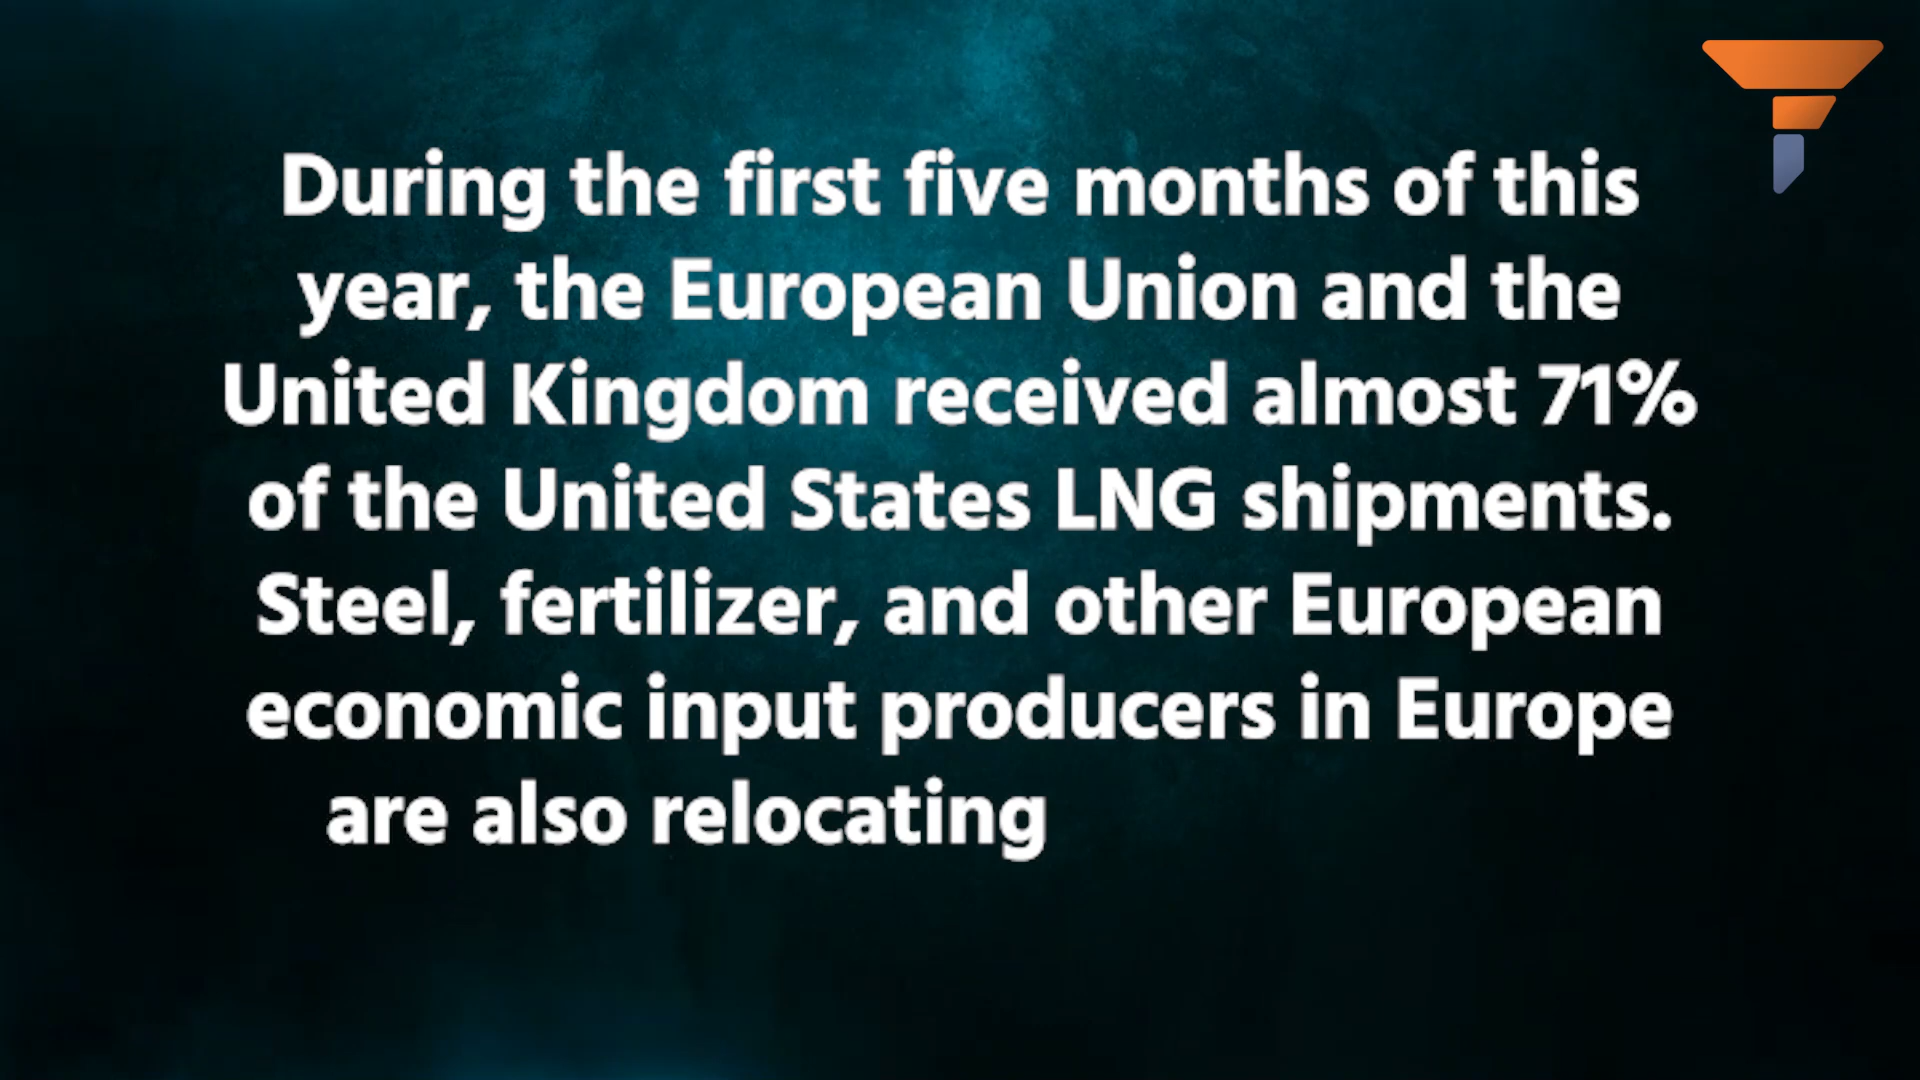 During the first five months of this
year, the European Union and the
United Kingdom received almost 71%
of the United States LNG shipments.
Steel, fertilizer, and other European
economic input producers in Europe
are also relocating